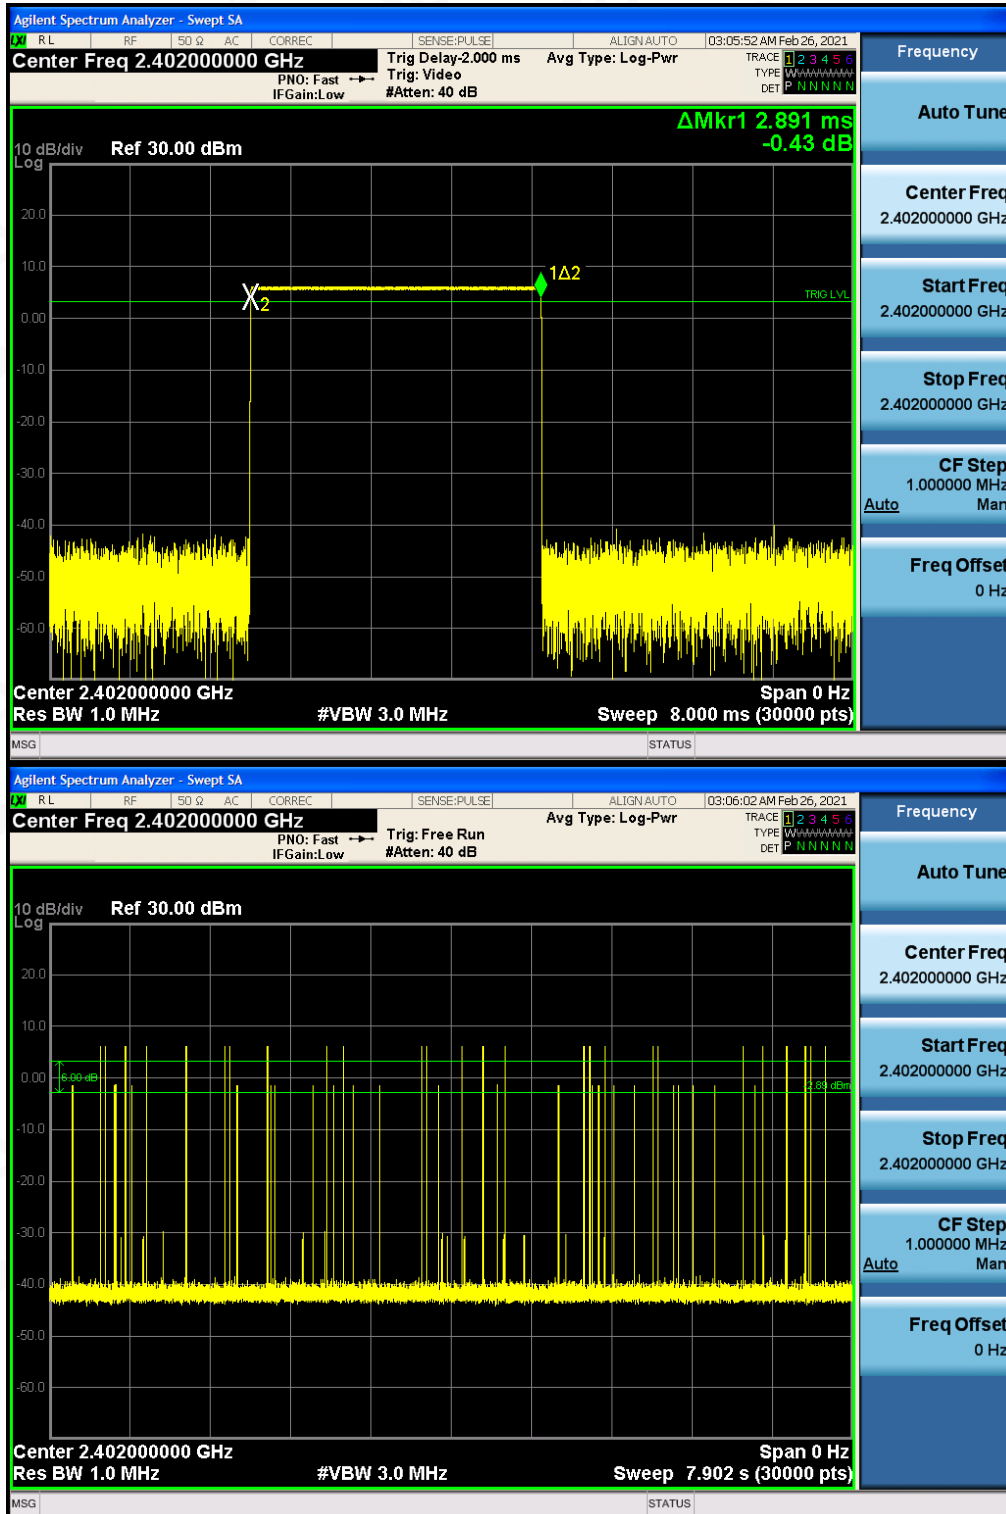 Agilent Spectrum Analyzer - Swept SA
LXI RL RF 50 Ω AC CORREC SENSE:PULSE ALIGN AUTO 03:05:52 AM Feb 26, 2021
Center Freq 2.402000000 GHz
PNO: Fast
IFGain:Low
Trig Delay-2.000 ms
Trig: Video
#Atten: 40 dB
Avg Type: Log-Pwr
TRACE 1 2 3 4 5 6
TYPE WWWWWW
DET P N N N N N
ΔMkr1 2.891 ms
-0.43 dB
10 dB/div Ref 30.00 dBm
Log
20.0
10.0
0.00
-10.0
-20.0
-30.0
-40.0
-50.0
-60.0
1Δ2
X2
TRIG LVL
Center 2.402000000 GHz Span 0 Hz
Res BW 1.0 MHz #VBW 3.0 MHz Sweep 8.000 ms (30000 pts)
MSG STATUS
Frequency
Auto Tune
Center Freq
2.402000000 GHz
Start Freq
2.402000000 GHz
Stop Freq
2.402000000 GHz
CF Step
1.000000 MHz
Auto Man
Freq Offset
0 Hz
Agilent Spectrum Analyzer - Swept SA
LXI RL RF 50 Ω AC CORREC SENSE:PULSE ALIGN AUTO 03:06:02 AM Feb 26, 2021
Center Freq 2.402000000 GHz
PNO: Fast
IFGain:Low
Trig: Free Run
#Atten: 40 dB
Avg Type: Log-Pwr
TRACE 1 2 3 4 5 6
TYPE WWWWWW
DET P N N N N N
10 dB/div Ref 30.00 dBm
Log
20.0
10.0
0.00
-10.0
-20.0
-30.0
-40.0
-50.0
-60.0
6.00 dB
-2.89 dBm
Center 2.402000000 GHz Span 0 Hz
Res BW 1.0 MHz #VBW 3.0 MHz Sweep 7.902 s (30000 pts)
MSG STATUS
Frequency
Auto Tune
Center Freq
2.402000000 GHz
Start Freq
2.402000000 GHz
Stop Freq
2.402000000 GHz
CF Step
1.000000 MHz
Auto Man
Freq Offset
0 Hz